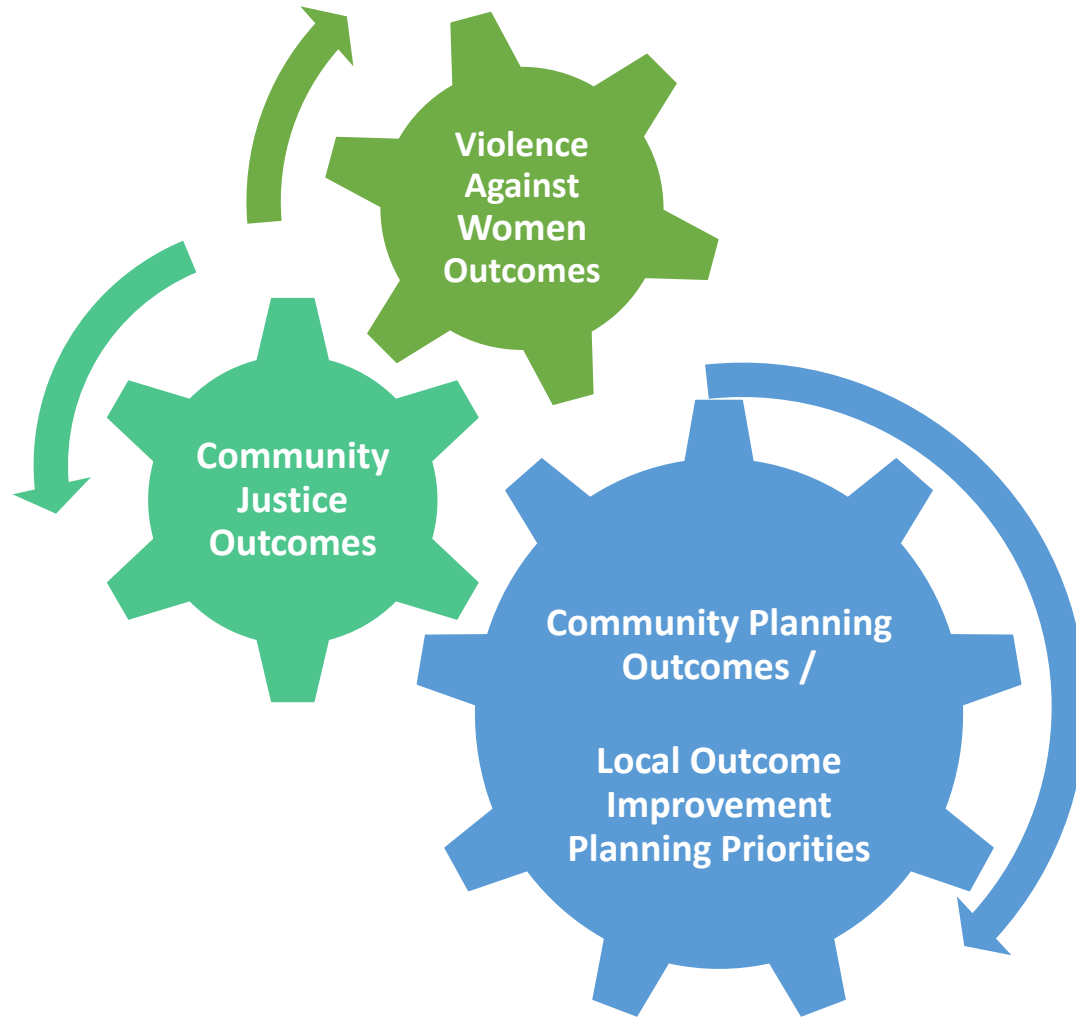 Violence
Against
Women
Outcomes
Community
Justice
Outcomes
Community Planning
Outcomes /
Local Outcome
Improvement
Planning Priorities